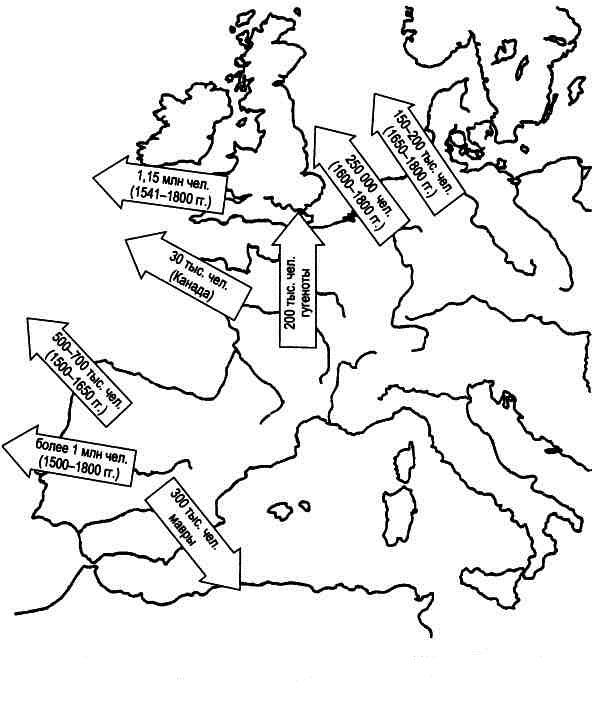 150–200 тыс. чел.
(1650–1800 гг.)
250 000 чел.
(1600–1800 гг.)
1,15 млн чел.
(1541–1800 гг.)
30 тыс. чел.
(Канада)
200 тыс. чел.
гугеноты
500–700 тыс. чел.
(1500–1650 гг.)
более 1 млн чел.
(1500–1800 гг.)
300 тыс. чел.
мавры